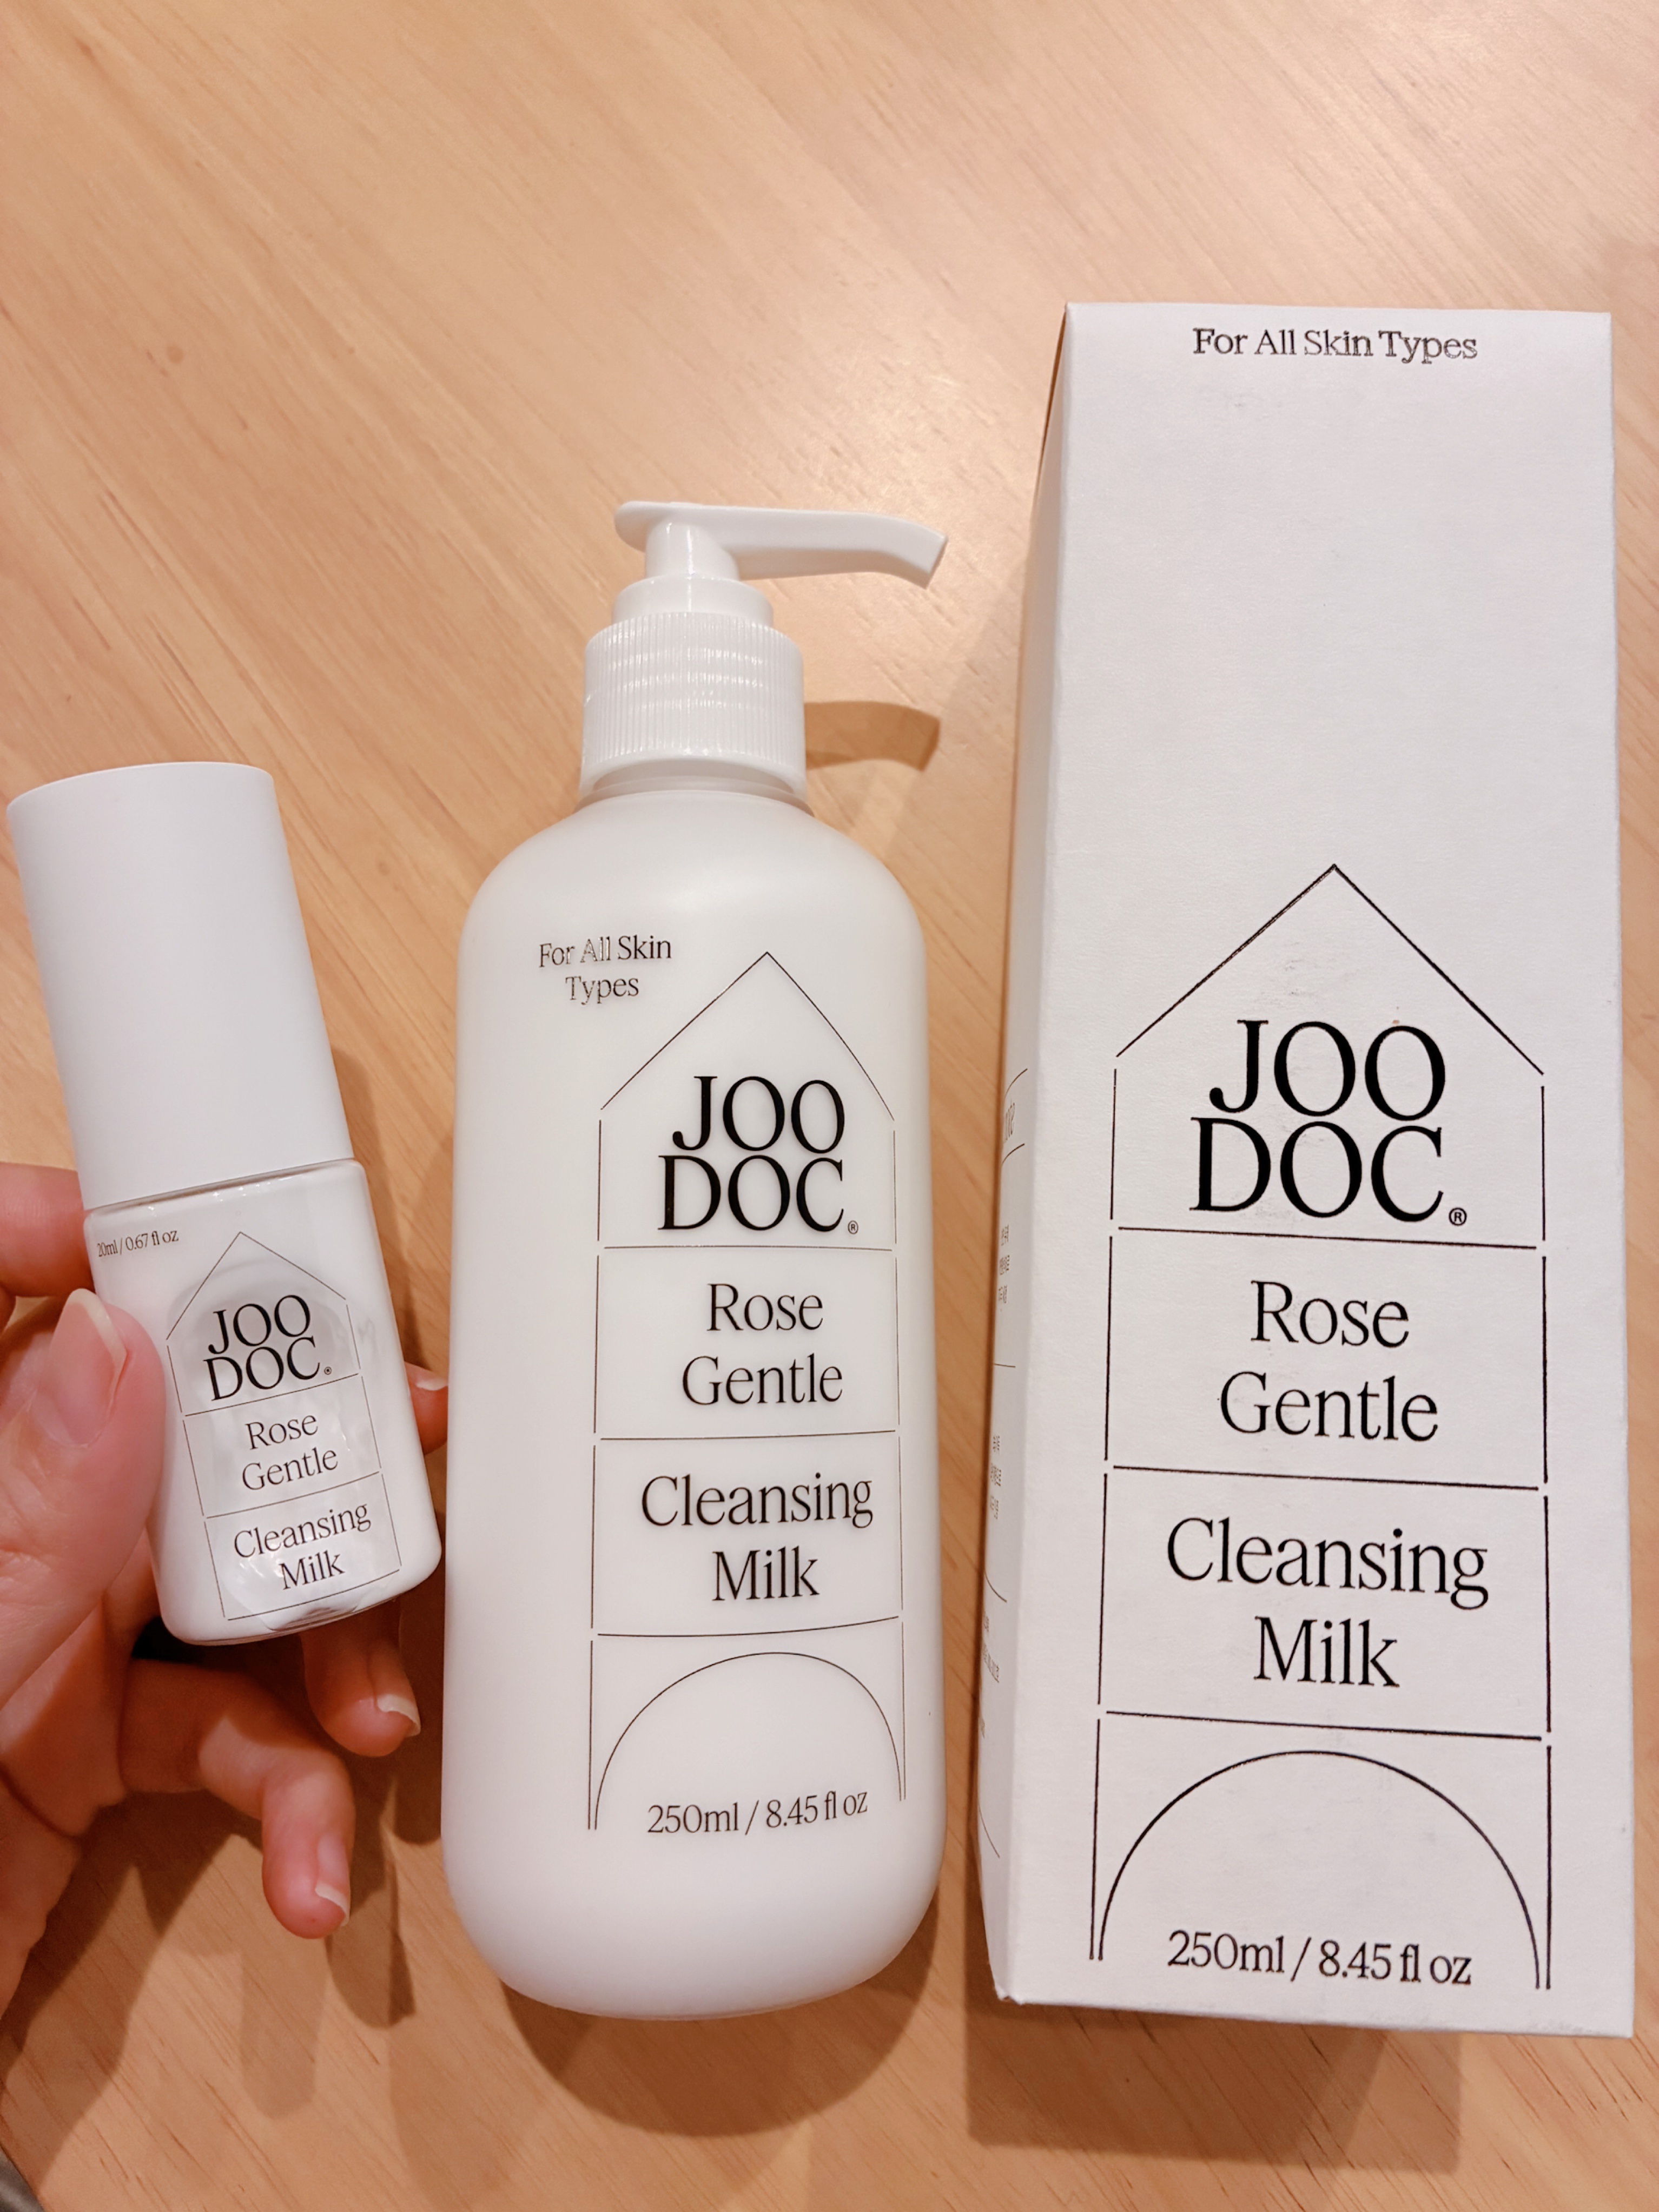 20ml / 0.67 fl oz
JOO
DOC®
Rose
Gentle
Cleansing
Milk
For All Skin
Types
JOO
DOC®
Rose
Gentle
Cleansing
Milk
250ml / 8.45 fl oz
For All Skin Types
JOO
DOC®
Rose
Gentle
Cleansing
Milk
250ml / 8.45 fl oz